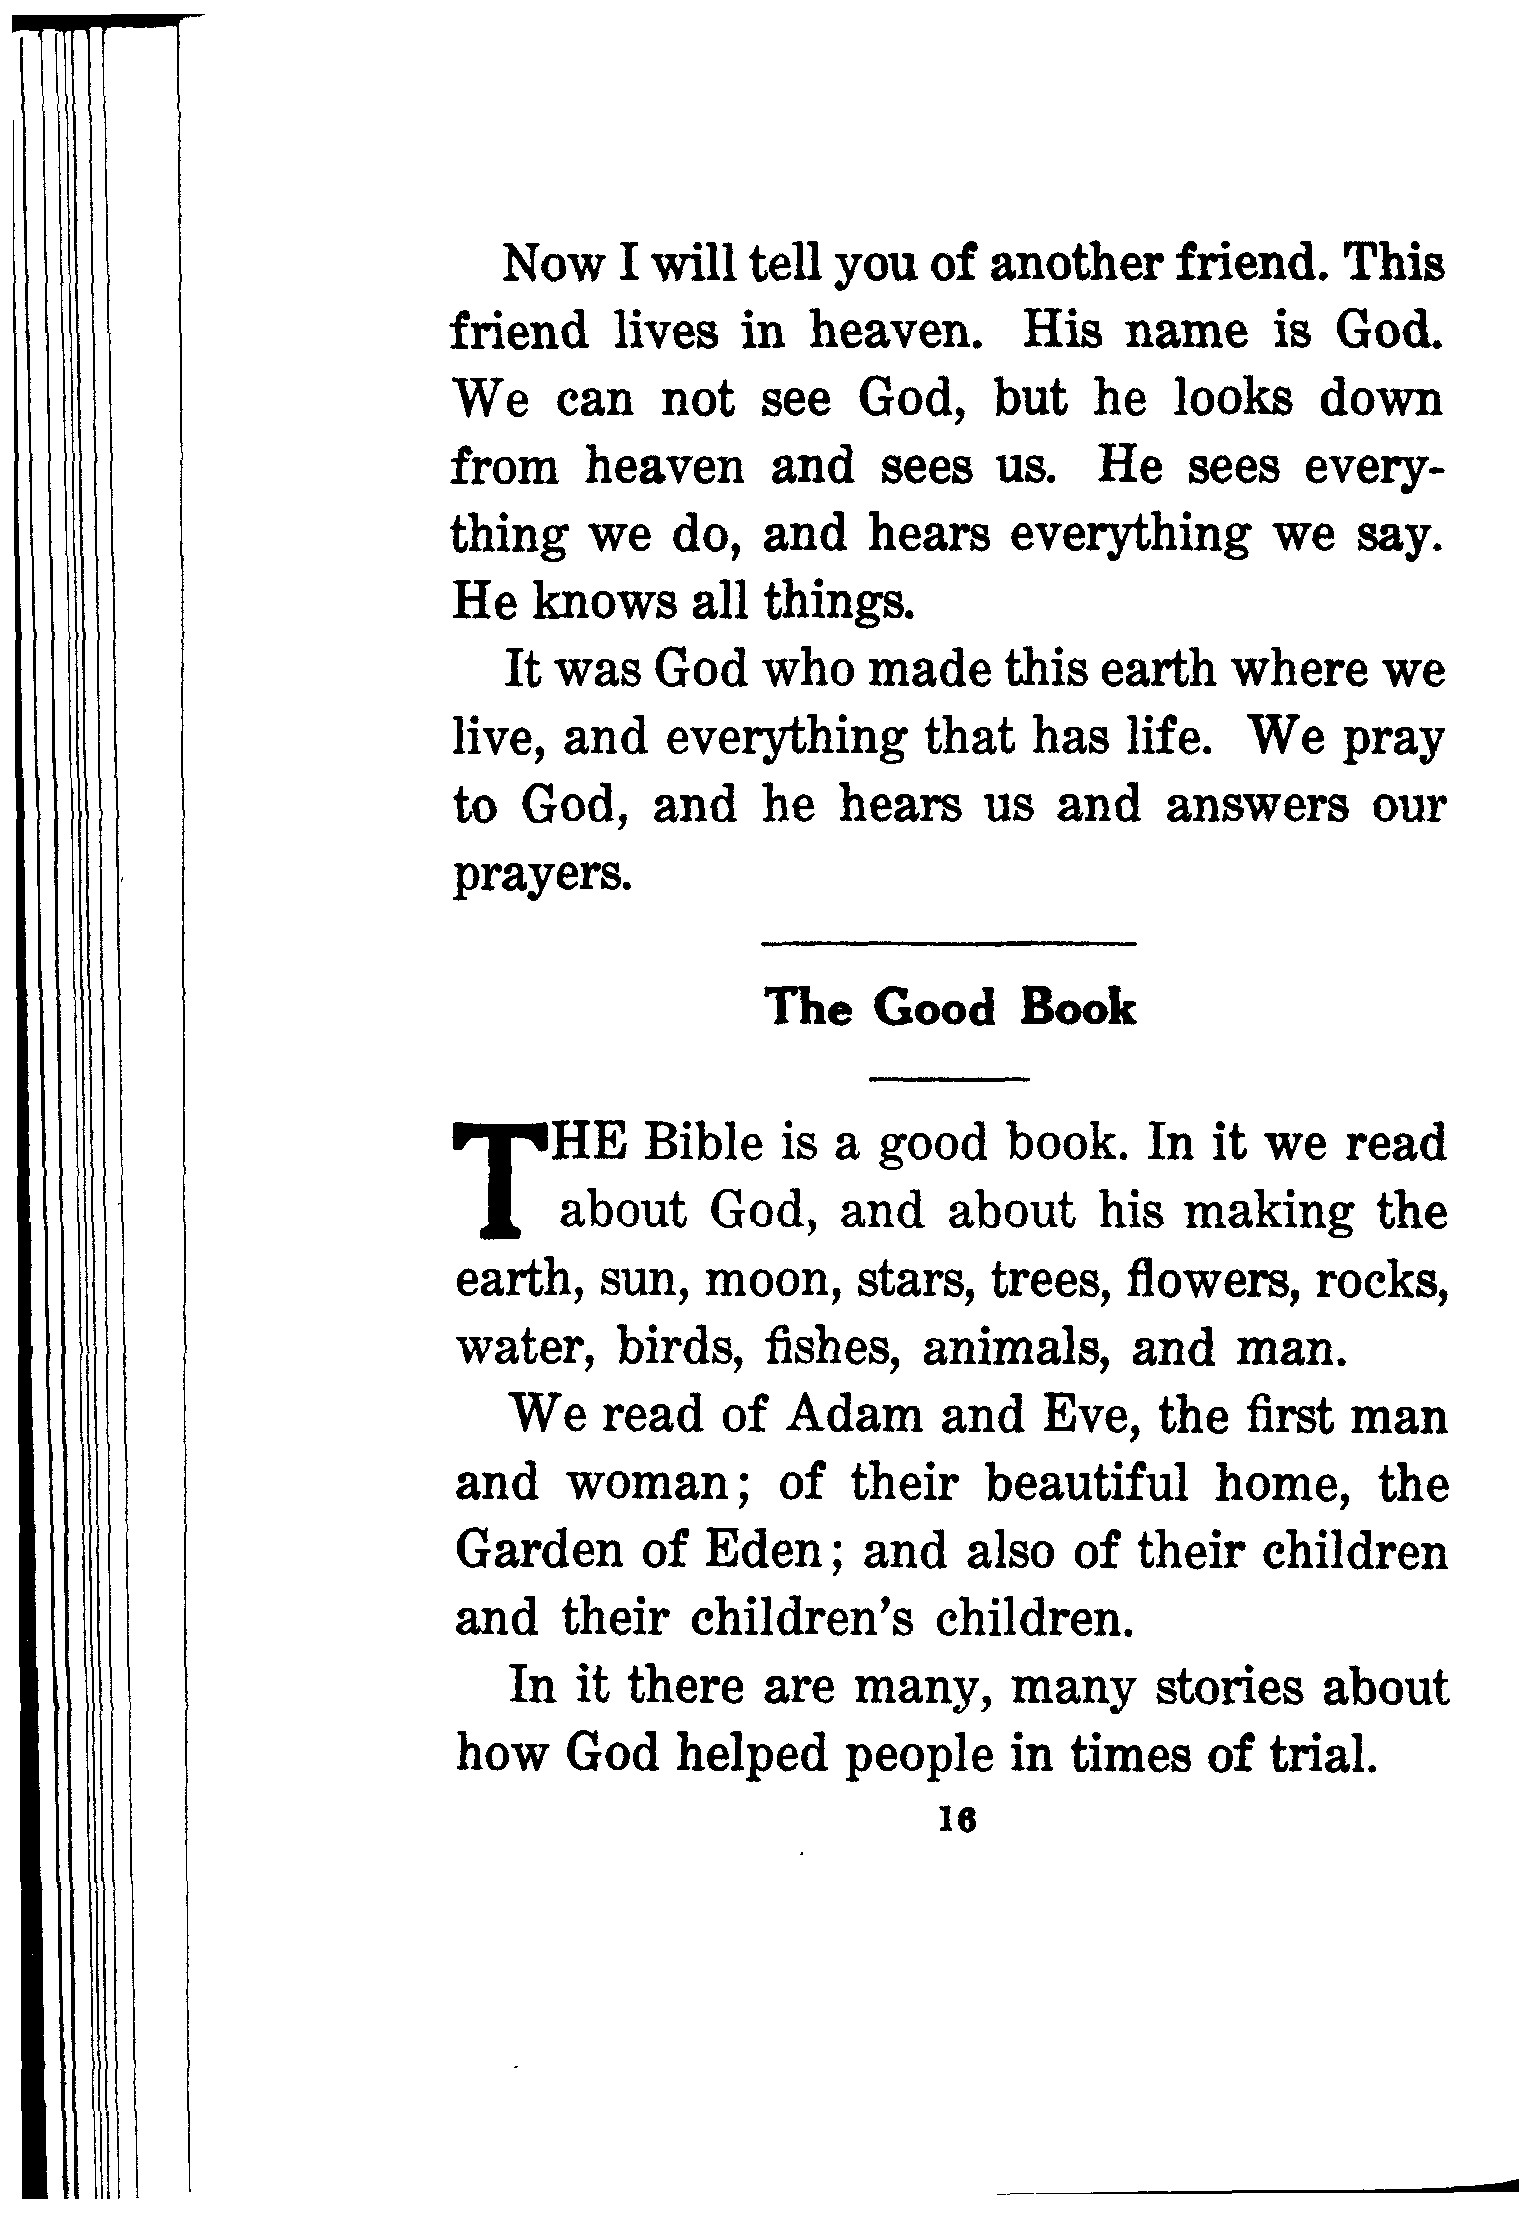 Now I will tell you of another friend. This
friend lives in heaven. His name is God.
We can not see God, but he looks down
from heaven and sees us. He sees every-
thing we do, and hears everything we say.
He knows all things.
It was God who made this earth where we
live, and everything that has life. We pray
to God, and he hears us and answers our
prayers.
The Good Book
THE Bible is a good book. In it we read
about God, and about his making the
earth, sun, moon, stars, trees, flowers, rocks,
water, birds, fishes, animals, and man.
We read of Adam and Eve, the first man
and woman; of their beautiful home, the
Garden of Eden; and also of their children
and their children's children.
In it there are many, many stories about
how God helped people in times of trial.
16